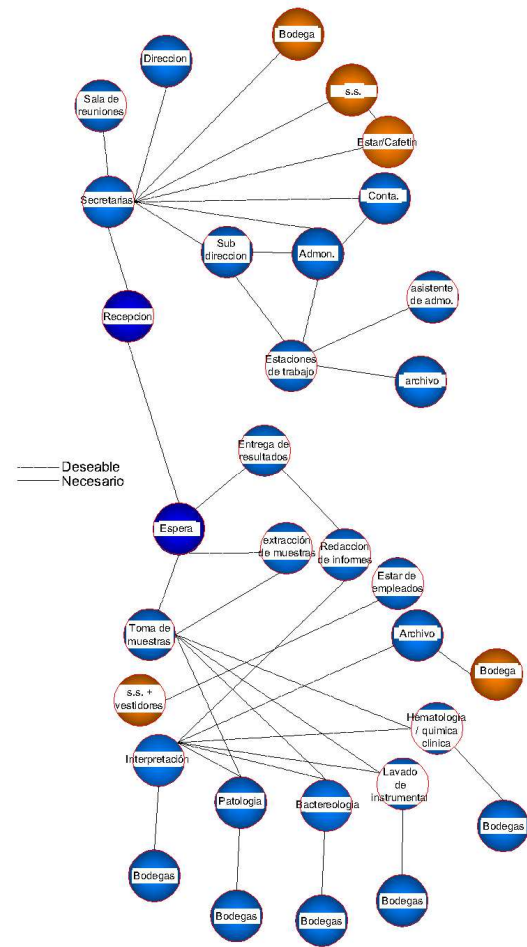 Bodega
Direccion
s.s.
Sala de
reuniones
Estar/Cafetin
Secretarias
Conta.
Sub
direccion
Admon.
asistente
de admo.
Recepcion
Estaciones
de trabajo
archivo
Entrega de
resultados
Deseable
Necesario
Espera
extracción
de muestras
Redaccion
de informes
Estar de
empleados
Toma de
muestras
Archivo
Bodega
s.s. +
vestidores
Hematologia
/ quimica
clinica
Interpretación
Lavado
de
instrumental
Patologia
Bactereologia
Bodegas
Bodegas
Bodegas
Bodegas
Bodegas